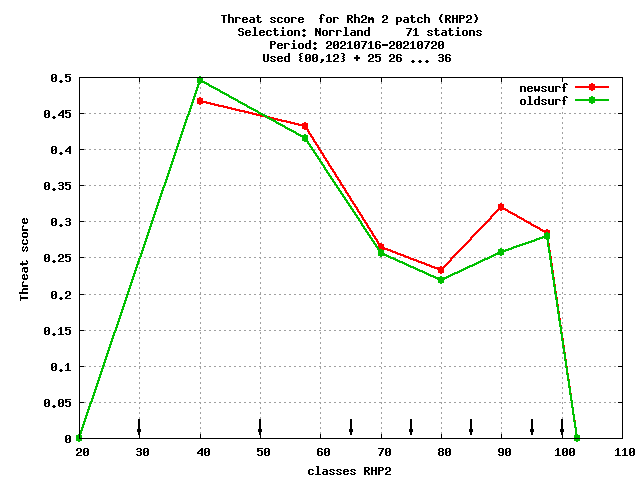 Threat score  for Rh2m 2 patch (RHP2)
Selection: Norrland     71 stations
Period: 20210716-20210720
Used {00,12} + 25 26 ... 36
newsurf
oldsurf
0.5
0.45
0.4
0.35
0.3
0.25
0.2
0.15
0.1
0.05
0
Threat score
20 30 40 50 60 70 80 90 100 110
classes RHP2